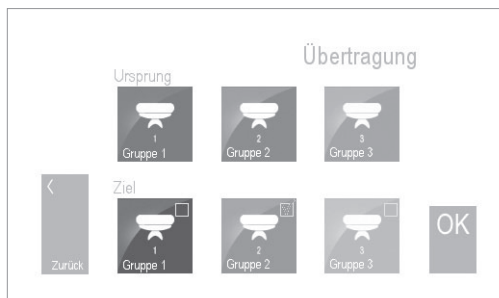 Übertragung
Ursprung
1
Gruppe 1
2
Gruppe 2
3
Gruppe 3
Ziel
1
Gruppe 1
2
Gruppe 2
3
Gruppe 3
Zurück
OK